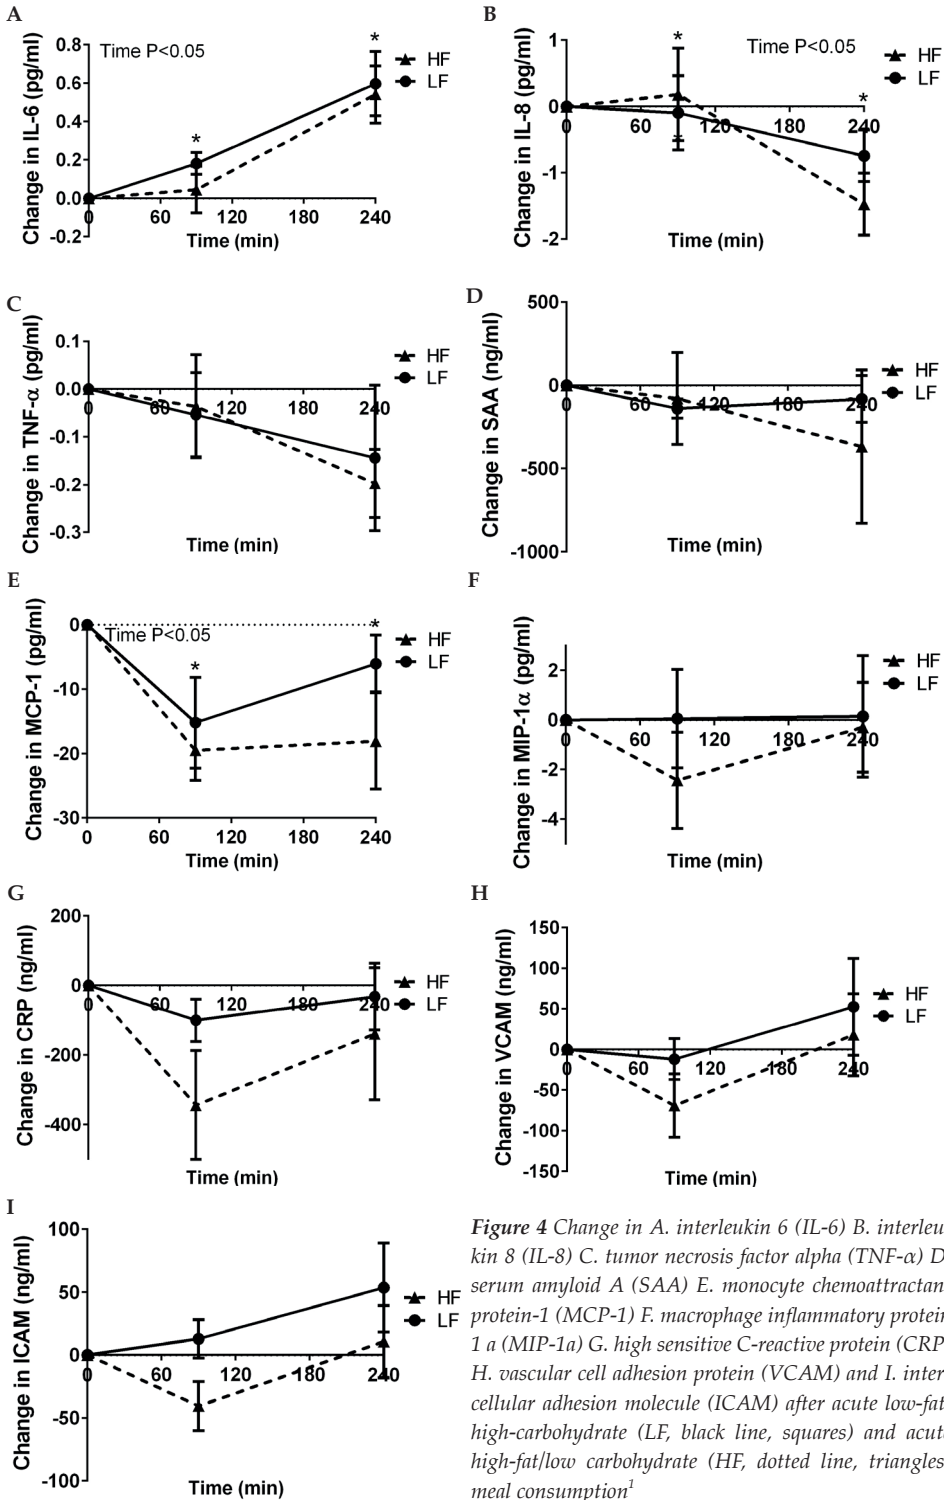 A
Change in IL-6 (pg/ml)
0.8
0.6
0.4
0.2
0.0
-0.2
Time P<0.05
*
*
0 60 120 180 240
Time (min)
HF
LF
B
Change in IL-8 (pg/ml)
1
0
-1
-2
*
Time P<0.05
*
0 60 120 180 240
Time (min)
HF
LF
C
Change in TNF-α (pg/ml)
0.1
0.0
-0.1
-0.2
-0.3
0 60 120 180 240
Time (min)
HF
LF
D
Change in SAA (ng/ml)
500
0
-500
-1000
0 60 120 180 240
Time (min)
HF
LF
E
Change in MCP-1 (pg/ml)
0
-10
-20
-30
Time P<0.05
*
*
0 60 120 180 240
Time (min)
HF
LF
F
Change in MIP-1α (pg/ml)
2
0
-2
-4
0 60 120 180 240
Time (min)
HF
LF
G
Change in CRP (ng/ml)
200
0
-200
-400
0 60 120 180 240
Time (min)
HF
LF
H
Change in VCAM (ng/ml)
150
100
50
0
-50
-100
-150
0 60 120 180 240
Time (min)
HF
LF
I
Change in ICAM (ng/ml)
100
50
0
-50
-100
0 60 120 180 240
Time (min)
HF
LF
Figure 4 Change in A. interleukin 6 (IL-6) B. interleu
kin 8 (IL-8) C. tumor necrosis factor alpha (TNF-α) D
serum amyloid A (SAA) E. monocyte chemoattractan
protein-1 (MCP-1) F. macrophage inflammatory protein
1 a (MIP-1a) G. high sensitive C-reactive protein (CRP
H. vascular cell adhesion protein (VCAM) and I. inter
cellular adhesion molecule (ICAM) after acute low-fat
high-carbohydrate (LF, black line, squares) and acute
high-fat/low carbohydrate (HF, dotted line, triangles
meal consumption¹